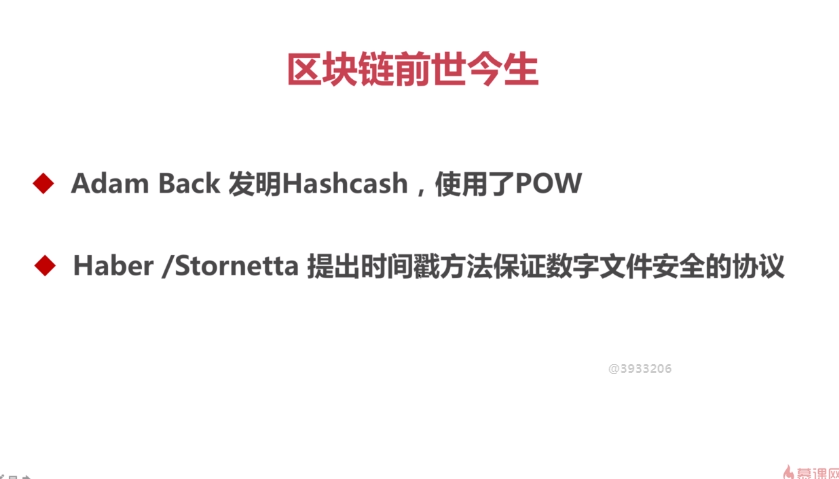 区块链前世今生
Adam Back 发明Hashcash，使用了POW
Haber /Stornetta 提出时间戳方法保证数字文件安全的协议
@3933206
慕课网